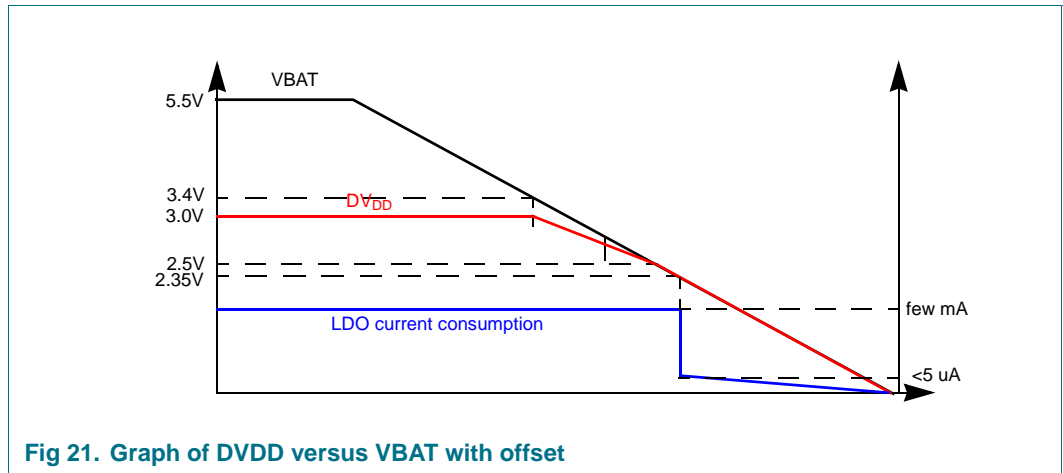 VBAT
5.5V
3.4V
DVDD
3.0V
2.5V
2.35V
few mA
LDO current consumption
<5 uA
Fig 21. Graph of DVDD versus VBAT with offset